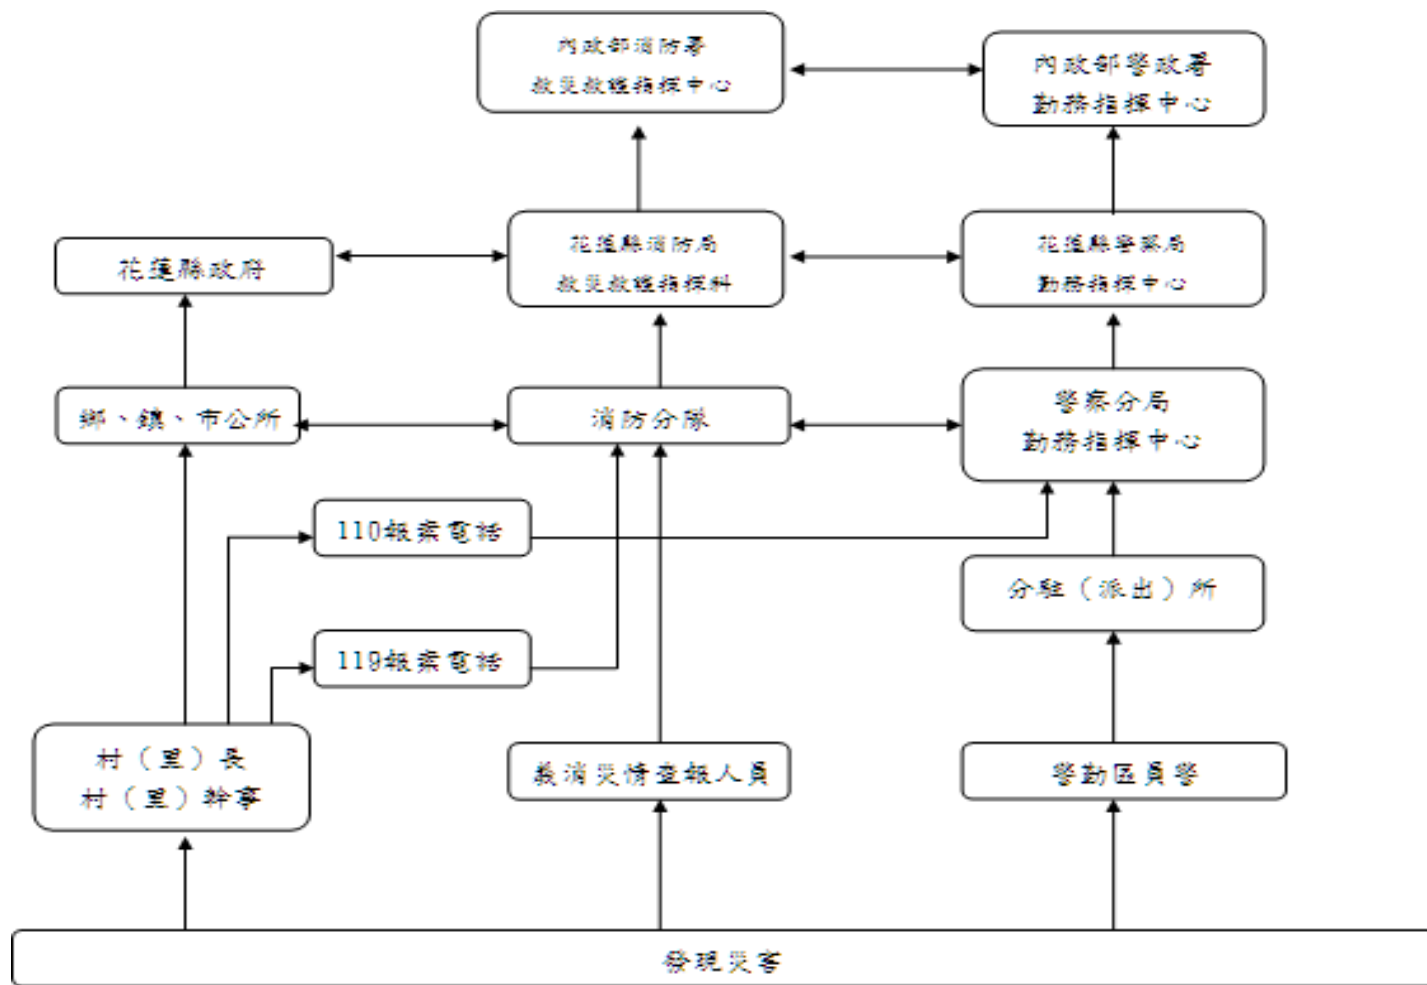 內政部消防署
救災救護指揮中心
內政部警政署
勤務指揮中心
花蓮縣政府
花蓮縣消防局
救災救護指揮科
花蓮縣警察局
勤務指揮中心
鄉、鎮、市公所
消防分隊
警察分局
勤務指揮中心
110報案電話
分駐（派出）所
119報案電話
村（里）長
村（里）幹事
義消災情查報人員
警勤區員警
發現災害